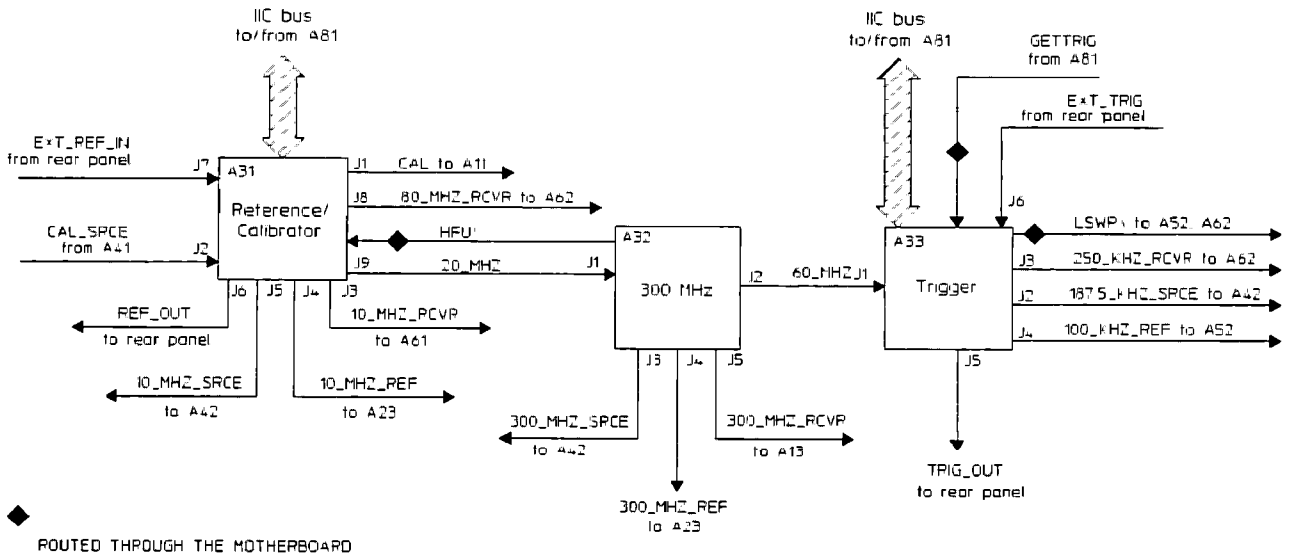 IIC bus
to/from A81
IIC bus
to/from A81
GETTRIG
from A81
EXT_TRIG
from rear panel
EXT_REF_IN
from rear panel
J7
A31
Reference/
Calibrator
J1
CAL to A11
J8
80_MHZ_RCVR to A62
CAL_SRCE
from A41
J2
J9
20_MHZ
J6
J5
J4
J3
REF_OUT
to rear panel
10_MHZ_RCVR
to A61
10_MHZ_SRCE
to A42
10_MHZ_REF
to A23
A32
300 MHz
J1
J2
60_MHZ
J1
J3
J4
J5
300_MHZ_SRCE
to A42
300_MHZ_RCVR
to A13
300_MHZ_REF
to A23
J6
A33
Trigger
to A52, A62
J3
250_KHZ_RCVR to A62
J2
187.5_KHZ_SRCE to A42
J4
100_KHZ_REF to A52
J5
TRIG_OUT
to rear panel
ROUTED THROUGH THE MOTHERBOARD